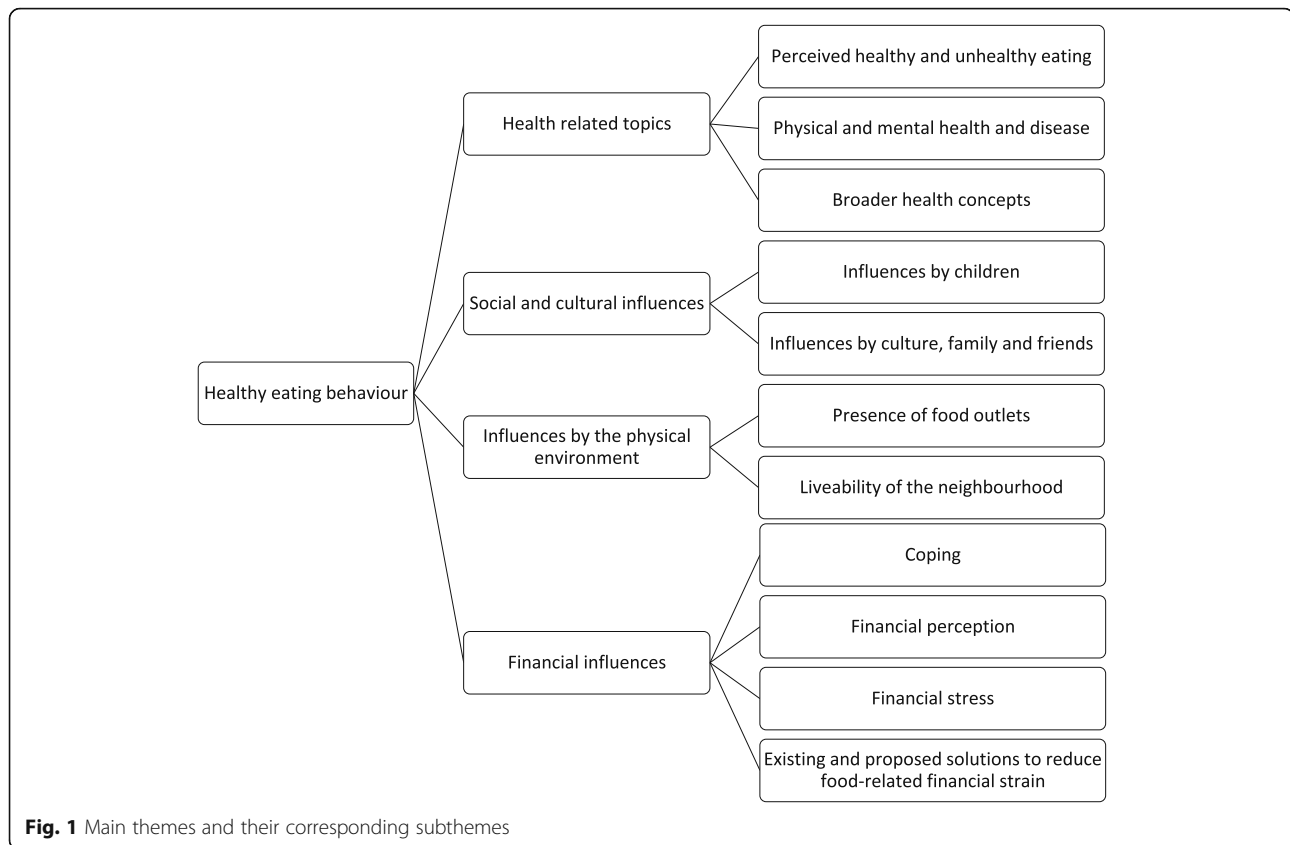 Healthy eating behaviour
Health related topics
Perceived healthy and unhealthy eating
Physical and mental health and disease
Broader health concepts
Social and cultural influences
Influences by children
Influences by culture, family and friends
Influences by the physical
environment
Presence of food outlets
Liveability of the neighbourhood
Financial influences
Coping
Financial perception
Financial stress
Existing and proposed solutions to reduce
food-related financial strain
Fig. 1 Main themes and their corresponding subthemes